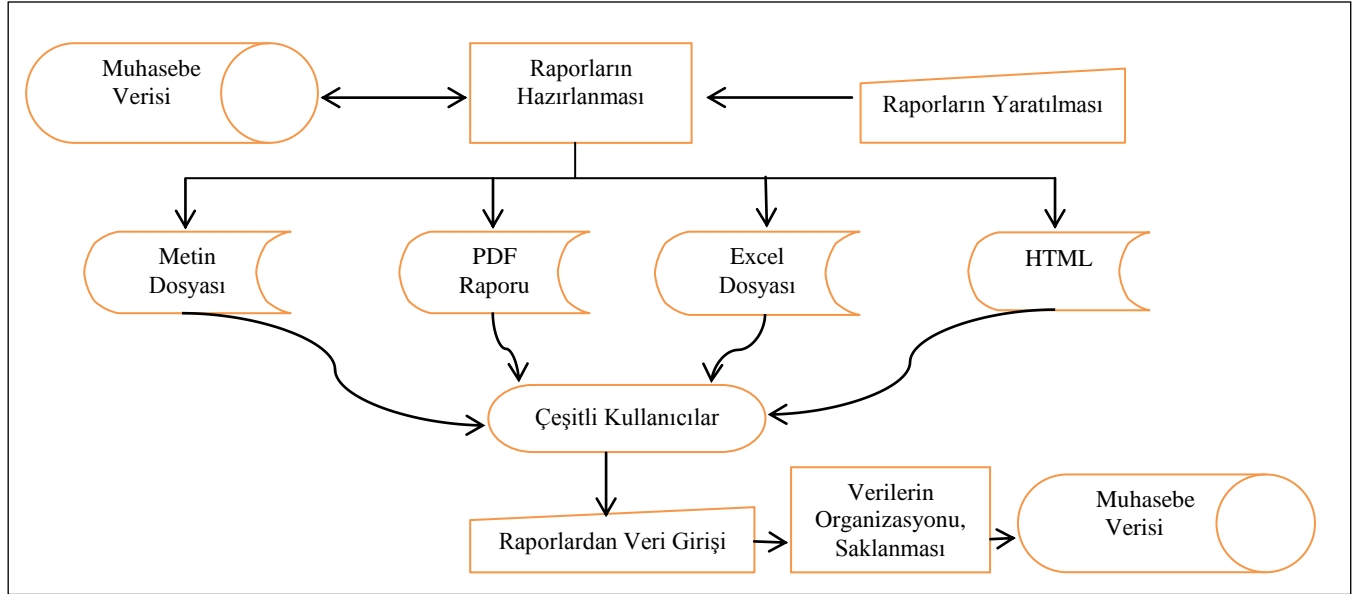 Muhasebe
Verisi
Raporların
Hazırlanması
Raporların Yaratılması
Metin
Dosyası
PDF
Raporu
Excel
Dosyası
HTML
Çeşitli Kullanıcılar
Raporlardan Veri Girişi
Verilerin
Organizasyonu,
Saklanması
Muhasebe
Verisi